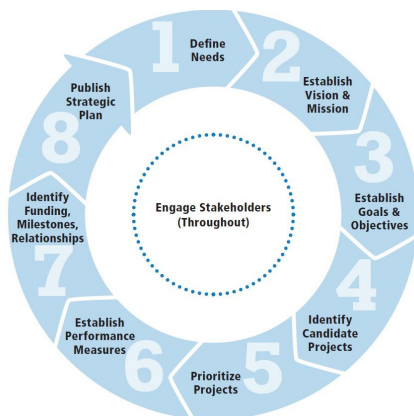 1
Define
Needs
2
Establish
Vision &
Mission
3
Establish
Goals &
Objectives
4
Identify
Candidate
Projects
5
Prioritize
Projects
6
Establish
Performance
Measures
7
Identify
Funding,
Milestones,
Relationships
8
Publish
Strategic
Plan
Engage Stakeholders
(Throughout)